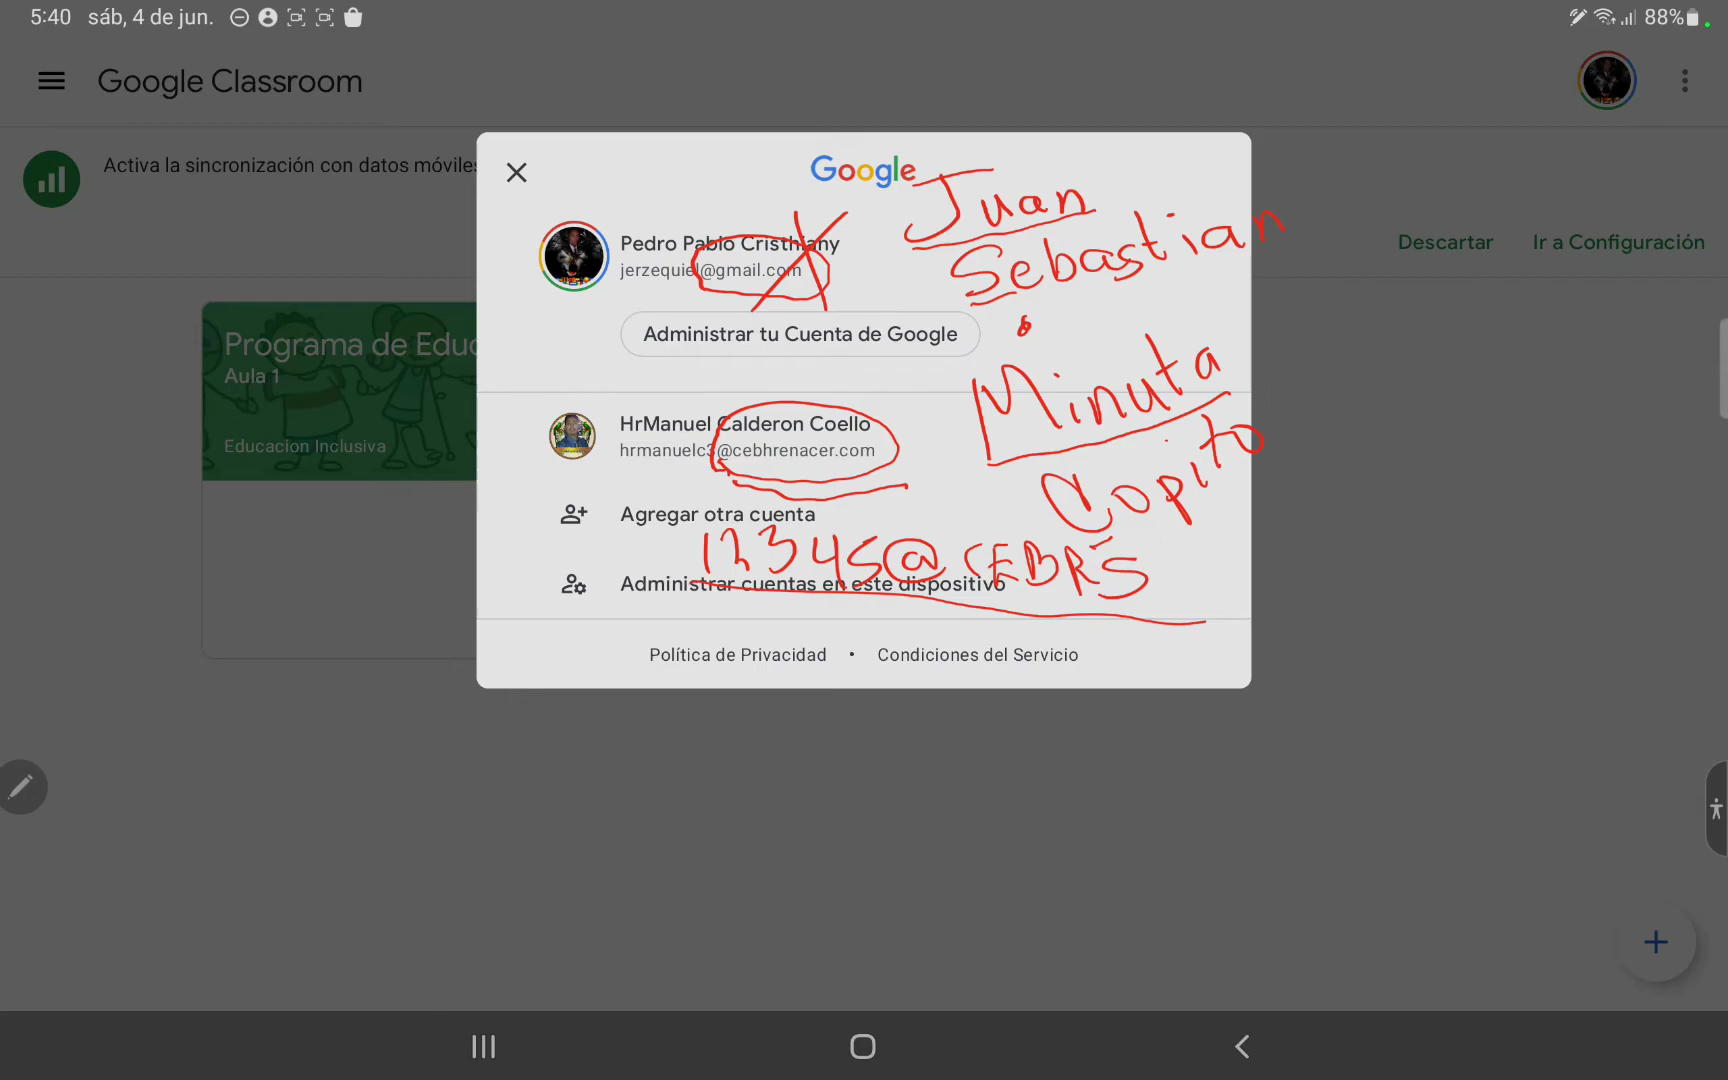 5:40 sáb, 4 de jun. 88%
Google Classroom
Activa la sincronización con datos móviles
Descartar Ir a Configuración
Programa de Educ
Aula 1
Educacion Inclusiva
Google
Pedro Pablo Cristhiany
jerzequiel@gmail.com
Administrar tu Cuenta de Google
HrManuel Calderon Coello
hrmanuelc3@cebhrenacer.com
Agregar otra cuenta
Administrar cuentas en este dispositivo
Política de Privacidad • Condiciones del Servicio
Juan
Sebastian
Minuta
Copito
12345@CEBRS